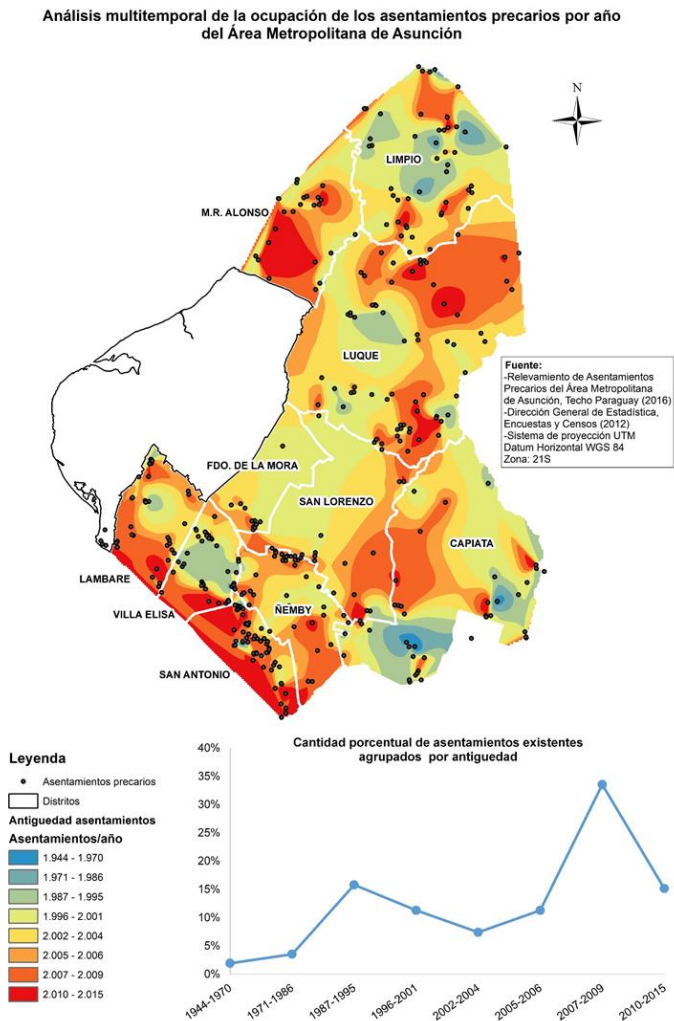 Análisis multitemporal de la ocupación de los asentamientos precarios por año
del Área Metropolitana de Asunción
N
LIMPIO
M.R. ALONSO
LUQUE
Fuente:
-Relevamiento de Asentamientos
Precarios del Área Metropolitana
de Asunción, Techo Paraguay (2016)
-Dirección General de Estadística,
Encuestas y Censos (2012)
-Sistema de proyección UTM
Datum Horizontal WGS 84
Zona: 21S
FDO. DE LA MORA
SAN LORENZO
CAPIATA
LAMBARE
VILLA ELISA
ÑEMBY
SAN ANTONIO
Leyenda
Asentamientos precarios
Distritos
Antiguedad asentamientos
Asentamientos/año
1.944 - 1.970
1.971 - 1.986
1.987 - 1.995
1.996 - 2.001
2.002 - 2.004
2.005 - 2.006
2.007 - 2.009
2.010 - 2.015
Cantidad porcentual de asentamientos existentes
agrupados por antiguedad
40%
35%
30%
25%
20%
15%
10%
5%
0%
1944-1970
1971-1986
1987-1995
1996-2001
2002-2004
2005-2006
2007-2009
2010-2015